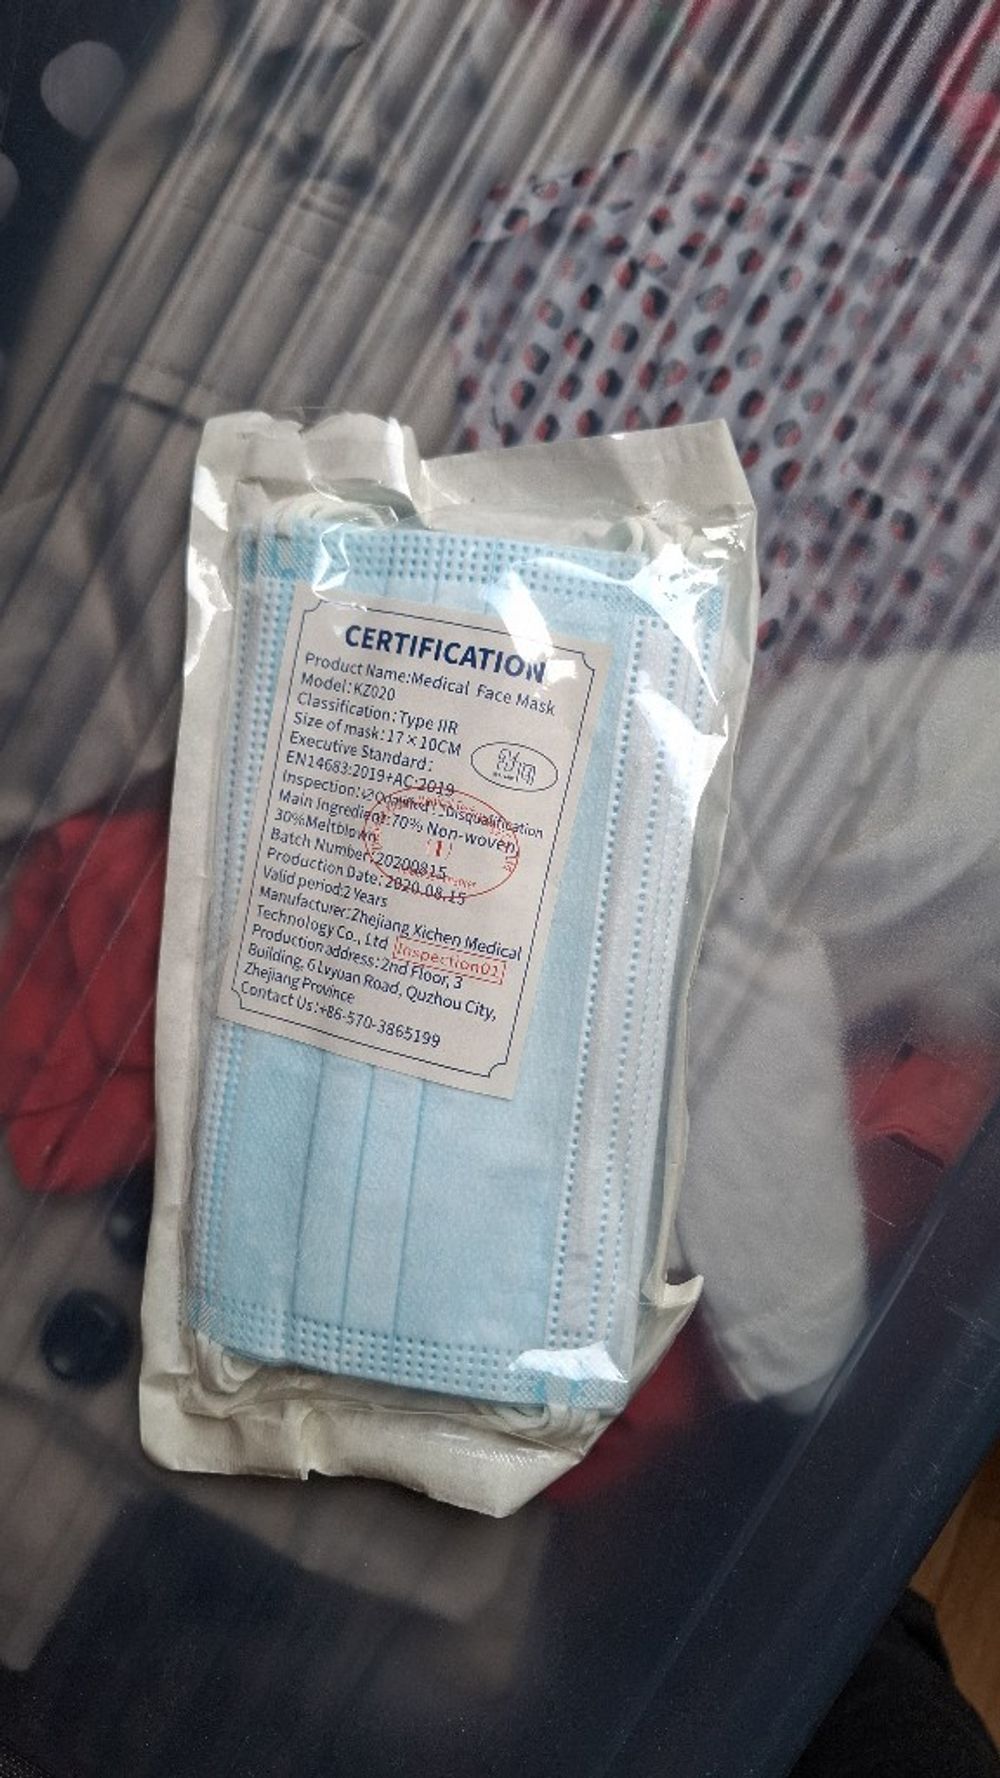 CERTIFICATION
Product Name:Medical Face Mask
Model:KZ020
Classification:Type IIR
Size of mask:17×10CM
Executive Standard:
EN14683:2019+AC:2019
Inspection: Qualified Disqualification
Main Ingredient:70% Non-woven,
30%Meltblown
Batch Number:20200815
Production Date:2020.08.15
Valid period:2 Years
Manufacturer:Zhejiang Xichen Medical
Technology Co., Ltd Inspection01
Production address:2nd Floor, 3
Building, 6 Lvyuan Road, Quzhou City,
Zhejiang Province
Contact Us:+86-570-3865199